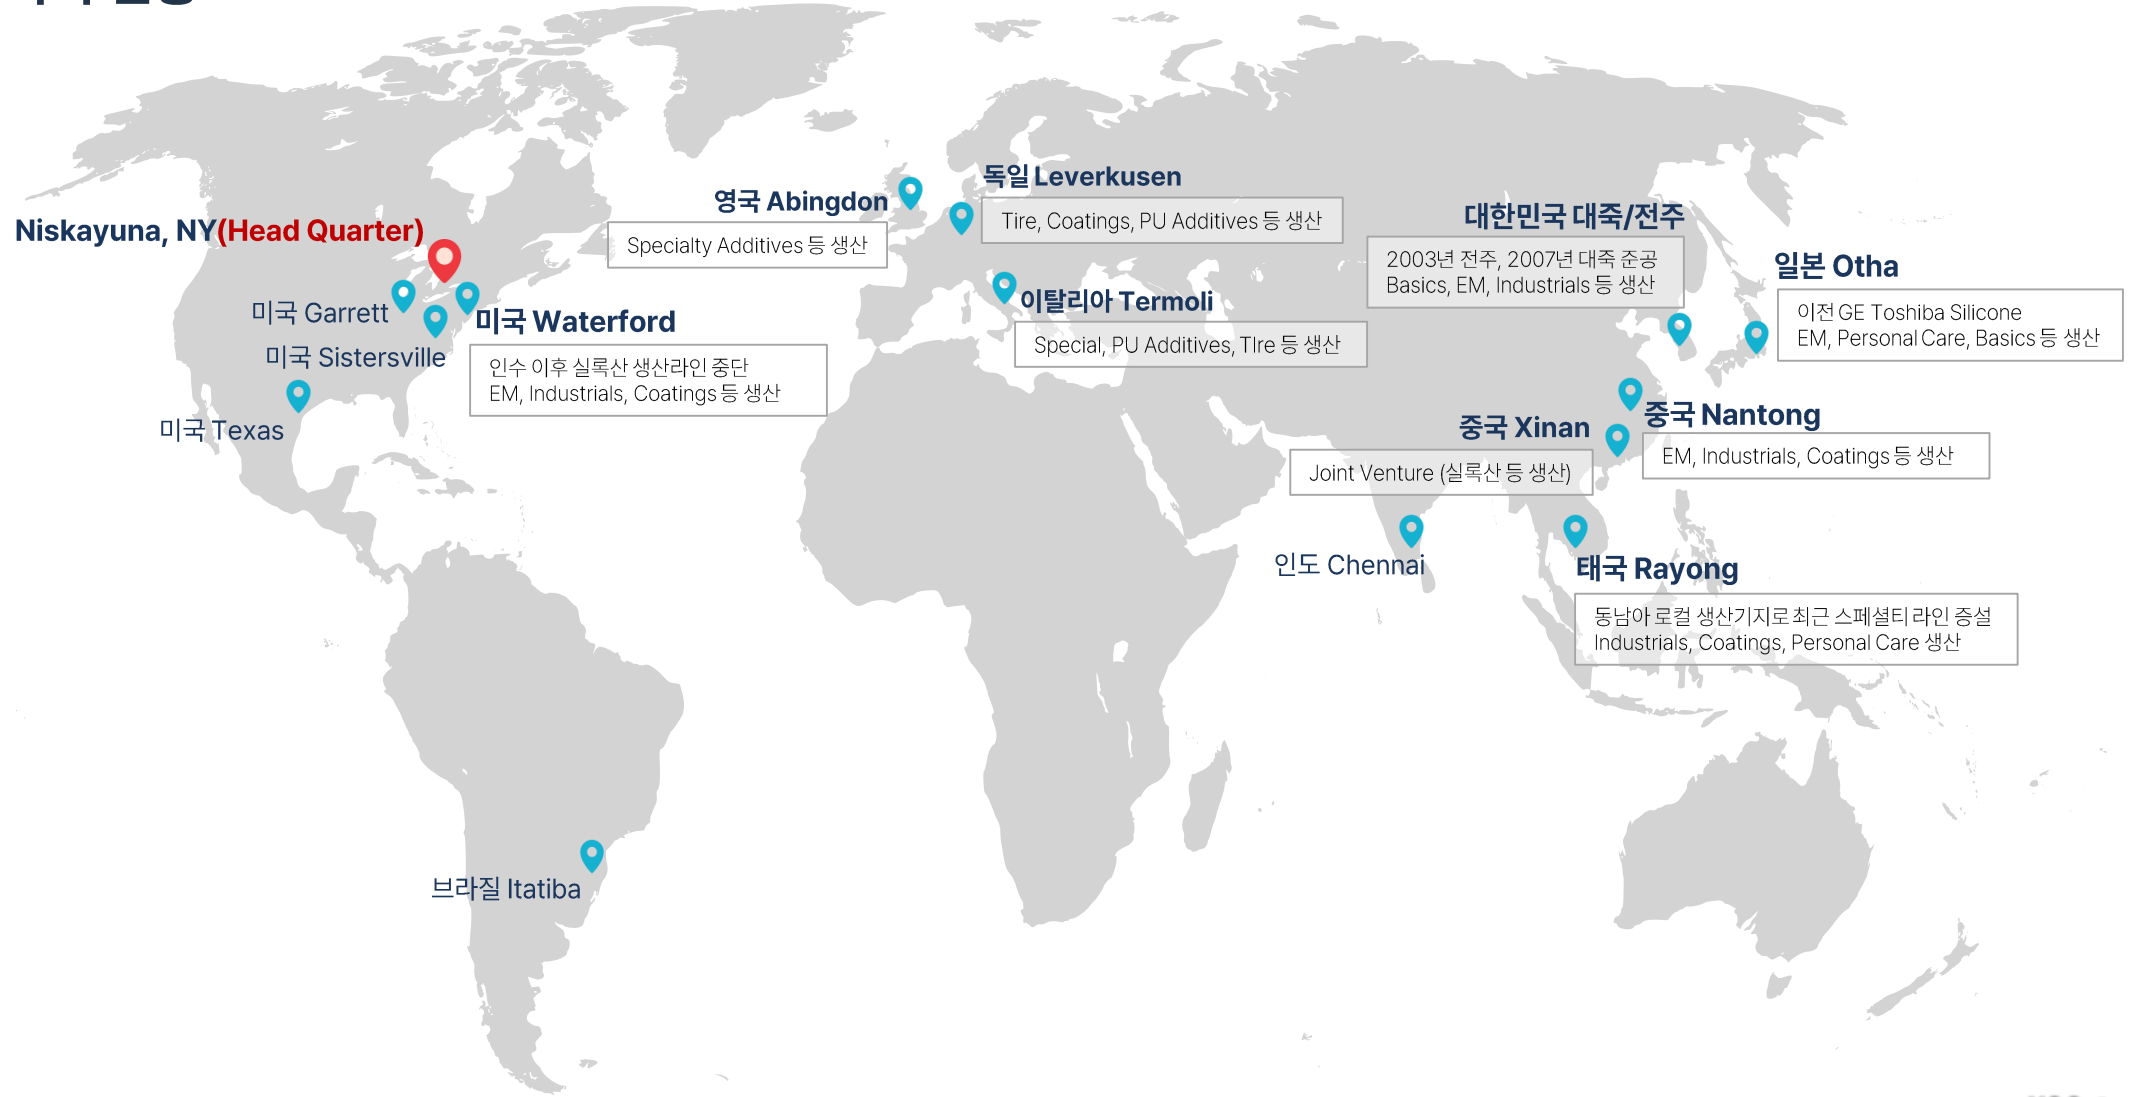 영국 Abingdon
Specialty Additives 등 생산
독일 Leverkusen
Tire, Coatings, PU Additives 등 생산
대한민국 대죽/전주
2003년 전주, 2007년 대죽 준공
Basics, EM, Industrials 등 생산
Niskayuna, NY(Head Quarter)
일본 Otha
이전 GE Toshiba Silicone
EM, Personal Care, Basics 등 생산
미국 Garrett
미국 Waterford
인수 이후 실록산 생산라인 중단
EM, Industrials, Coatings 등 생산
이탈리아 Termoli
Special, PU Additives, TIre 등 생산
미국 Sistersville
미국 Texas
중국 Xinan
Joint Venture (실록산 등 생산)
중국 Nantong
EM, Industrials, Coatings 등 생산
인도 Chennai
태국 Rayong
동남아 로컬 생산기지로 최근 스페셜티 라인 증설
Industrials, Coatings, Personal Care 생산
브라질 Itatiba